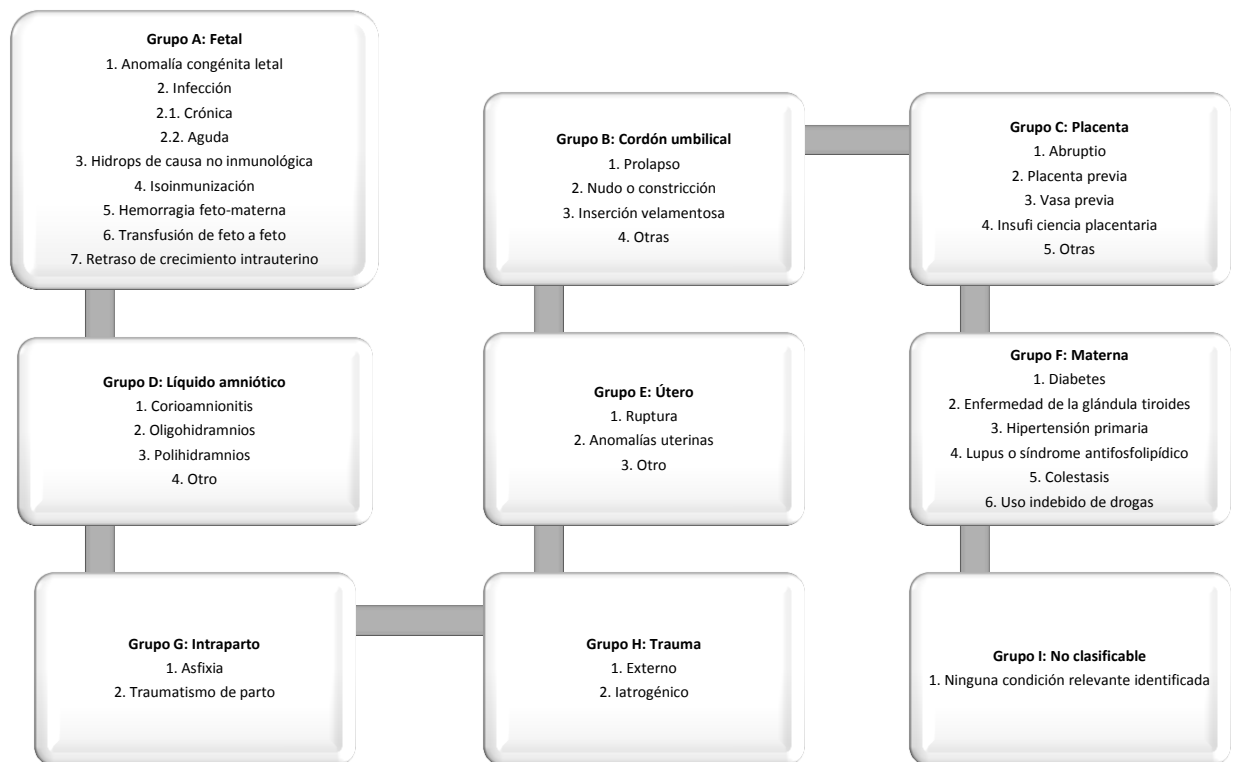 Grupo A: Fetal
1. Anomalía congénita letal
2. Infección
2.1. Crónica
2.2. Aguda
3. Hidrops de causa no inmunológica
4. Isoinmunización
5. Hemorragia feto-materna
6. Transfusión de feto a feto
7. Retraso de crecimiento intrauterino
Grupo B: Cordón umbilical
1. Prolapso
2. Nudo o constricción
3. Inserción velamentosa
4. Otras
Grupo C: Placenta
1. Abruptio
2. Placenta previa
3. Vasa previa
4. Insufi ciencia placentaria
5. Otras
Grupo D: Líquido amniótico
1. Corioamnionitis
2. Oligohidramnios
3. Polihidramnios
4. Otro
Grupo E: Útero
1. Ruptura
2. Anomalías uterinas
3. Otro
Grupo F: Materna
1. Diabetes
2. Enfermedad de la glándula tiroides
3. Hipertensión primaria
4. Lupus o síndrome antifosfolipídico
5. Colestasis
6. Uso indebido de drogas
Grupo G: Intraparto
1. Asfixia
2. Traumatismo de parto
Grupo H: Trauma
1. Externo
2. Iatrogénico
Grupo I: No clasificable
1. Ninguna condición relevante identificada